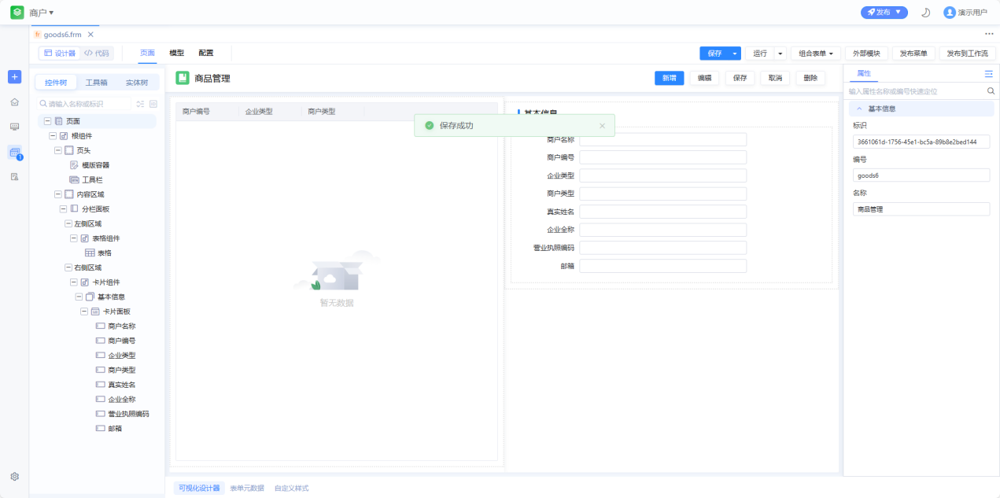 商户
发布
演示用户
fr goods6.frm
设计器 代码 页面 模型 配置
保存 运行 组合表单 外部模块 发布菜单 发布到工作流
控件树 工具箱 实体树
请输入名称或标识
页面
根组件
页头
模版容器
工具栏
内容区域
分栏面板
左侧区域
表格组件
表格
右侧区域
卡片组件
基本信息
卡片面板
商户名称
商户编号
企业类型
商户类型
真实姓名
企业全称
营业执照编码
邮箱
1
商品管理
新增 编辑 保存 取消 删除
商户编号 企业类型 商户类型
暂无数据
基本信息
保存成功
商户名称
商户编号
企业类型
商户类型
真实姓名
企业全称
营业执照编码
邮箱
属性
输入属性名称或编号快速定位
基本信息
标识
3661061d-1756-45e1-bc5a-89b8e2bed144
编号
goods6
名称
商品管理
可视化设计器 表单元数据 自定义样式